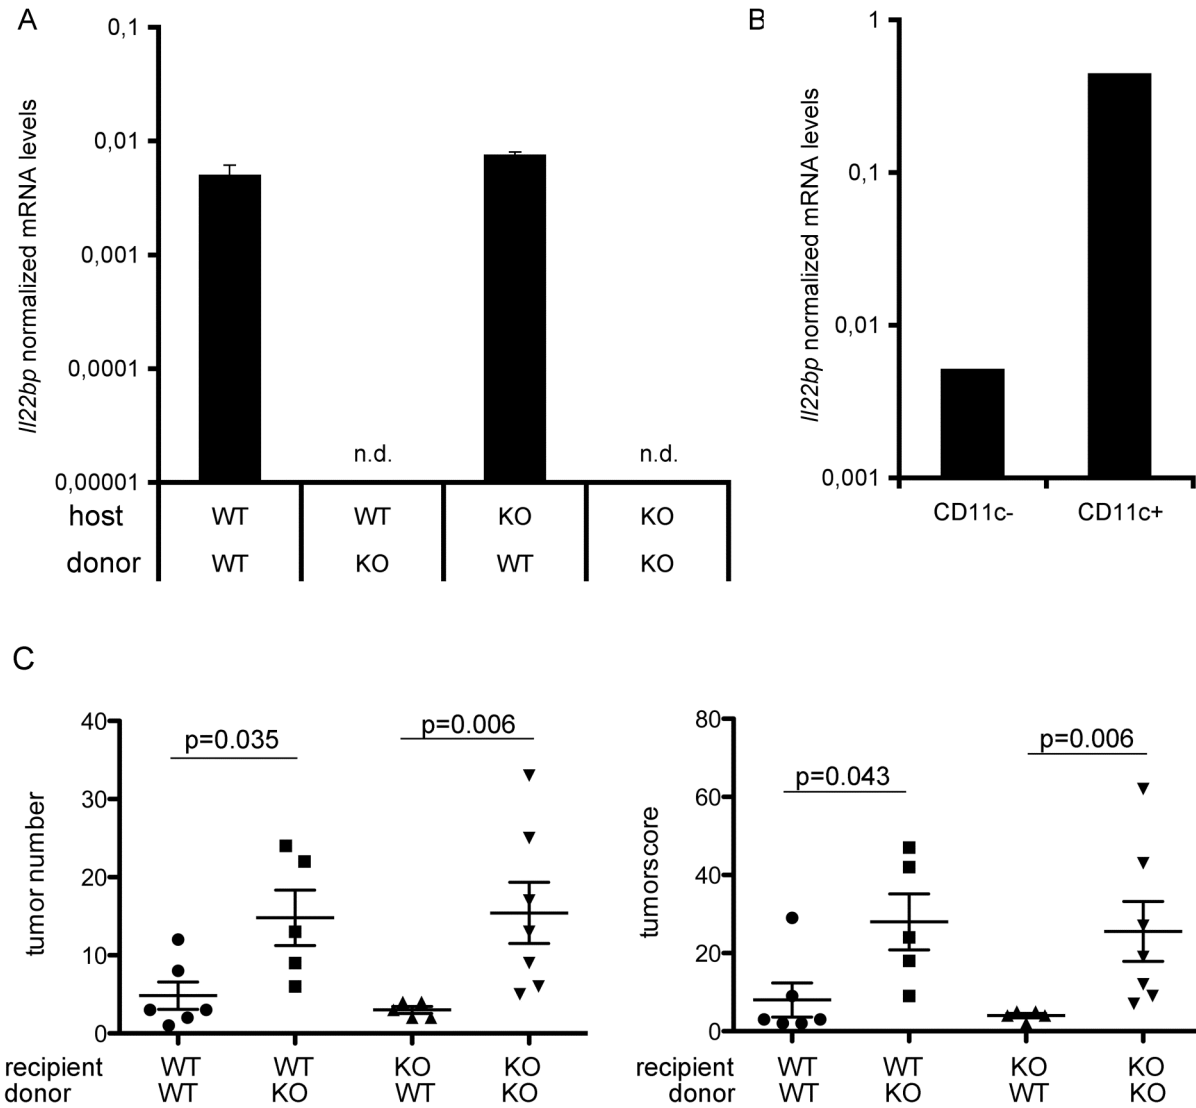 A
Il22bp normalized mRNA levels
0,1
0,01
0,001
0,0001
0,00001
n.d.
n.d.
host WT WT KO KO
donor WT KO WT KO
B
Il22bp normalized mRNA levels
1
0,1
0,01
0,001
CD11c- CD11c+
C
tumor number
40
30
20
10
0
p=0.035
p=0.006
recipient WT WT KO KO
donor WT KO WT KO
tumorscore
80
60
40
20
0
p=0.043
p=0.006
recipient WT WT KO KO
donor WT KO WT KO